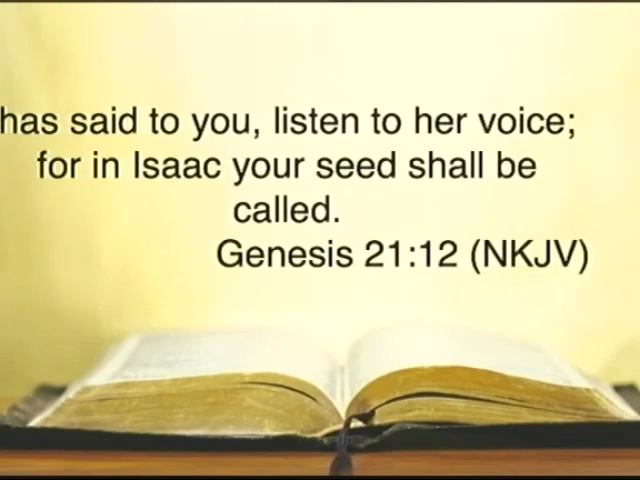 has said to you, listen to her voice;
for in Isaac your seed shall be
called.
Genesis 21:12 (NKJV)